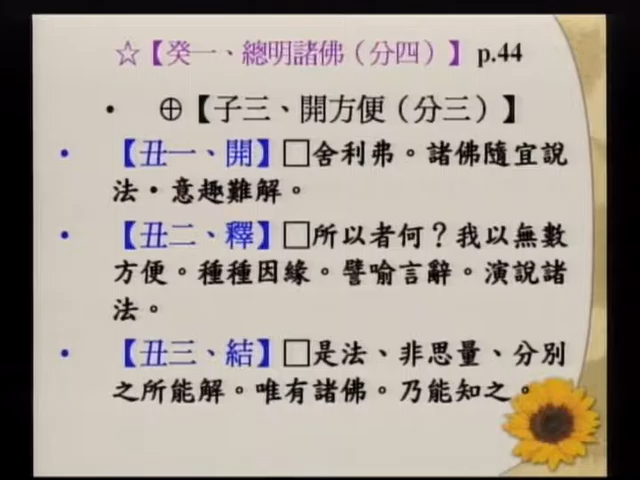 ☆【癸一、總明諸佛（分四）】p.44
• ⊕【子三、開方便（分三）】
• 【丑一、開】□舍利弗。諸佛隨宜說
法‧意趣難解。
• 【丑二、釋】□所以者何？我以無數
方便。種種因緣。譬喻言辭。演說諸
法。
• 【丑三、結】□是法、非思量、分別
之所能解。唯有諸佛。乃能知之。